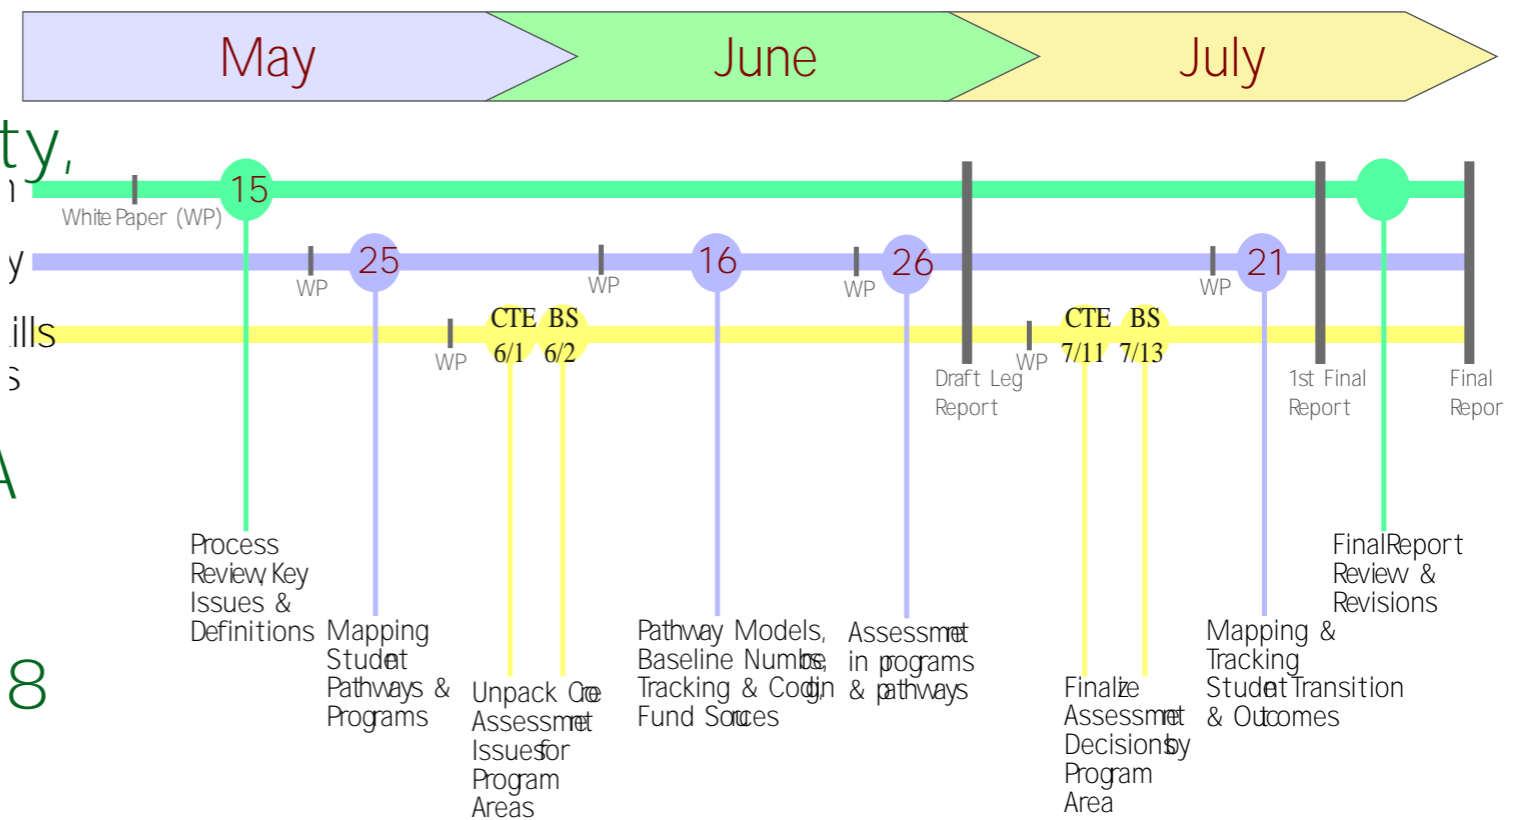 May
June
July
ty,
15
White Paper (WP)
y
25
16
26
21
WP
WP
WP
WP
ills
CTE
6/1
BS
6/2
CTE
7/11
BS
7/13
WP
WP
s
Draft Leg
Report
1st Final
Report
Final
Repor
A
8
Process
Review, Key
Issues &
Definitions
Mapping
Student
Pathways &
Programs
Unpack Core
Assessment
Issues for
Program
Areas
Pathway Models,
Baseline Numbe,
Tracking & Codin,
Fund Sources
Assessment
in programs
& pathways
Finalize
Assessment
Decisions by
Program
Area
Mapping &
Tracking
Student Transition
& Outcomes
Final Report
Review &
Revisions